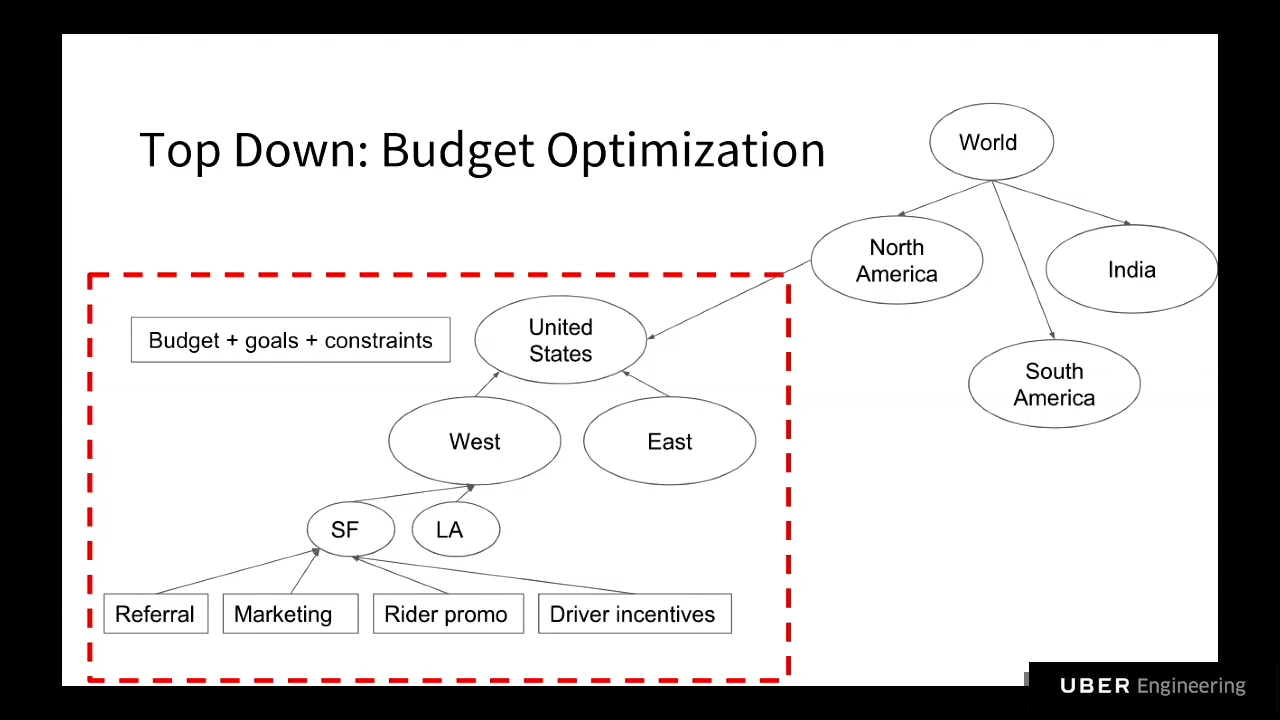 Top Down: Budget Optimization
World
North
America
India
South
America
Budget + goals + constraints
United
States
West
East
SF
LA
Referral
Marketing
Rider promo
Driver incentives
UBER Engineering